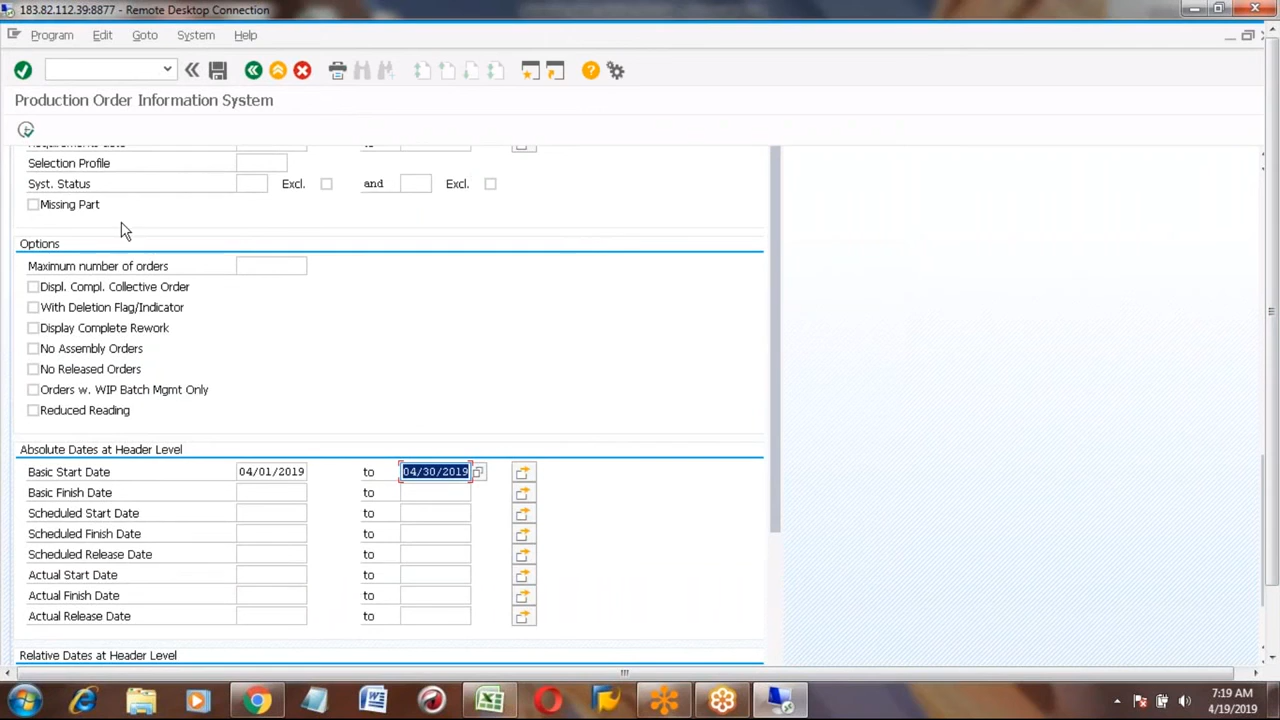 183.82.112.39:8877 - Remote Desktop Connection
Program Edit Goto System Help
Production Order Information System
Requirements date to
Selection Profile
Syst. Status Excl. and Excl.
Missing Part
Options
Maximum number of orders
Displ. Compl. Collective Order
With Deletion Flag/Indicator
Display Complete Rework
No Assembly Orders
No Released Orders
Orders w. WIP Batch Mgmt Only
Reduced Reading
Absolute Dates at Header Level
Basic Start Date 04/01/2019 to 04/30/2019
Basic Finish Date to
Scheduled Start Date to
Scheduled Finish Date to
Scheduled Release Date to
Actual Start Date to
Actual Finish Date to
Actual Release Date to
Relative Dates at Header Level
7:19 AM
4/19/2019